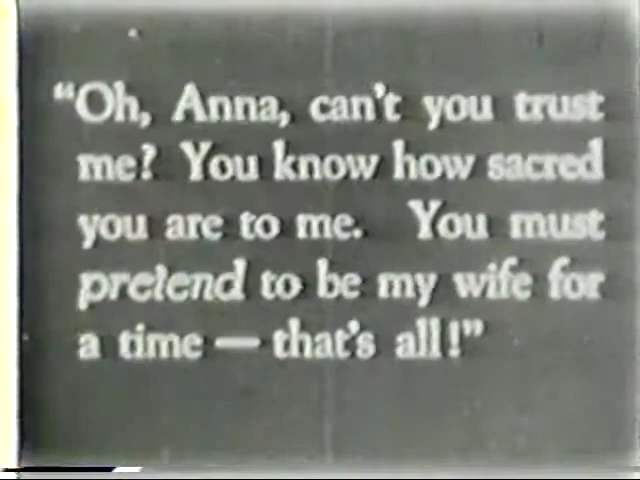 “Oh, Anna, can't you trust
me? You know how sacred
you are to me. You must
pretend to be my wife for
a time — that's all!”